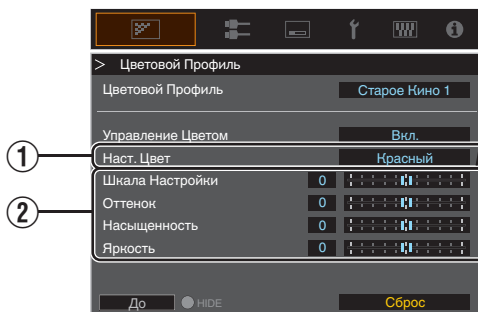 > Цветовой Профиль
Цветовой Профиль Старое Кино 1
Управление Цветом Вкл.
① Наст. Цвет Красный
② Шкала Настройки 0
Оттенок 0
Насыщенность 0
Яркость 0
До HIDE Сброс